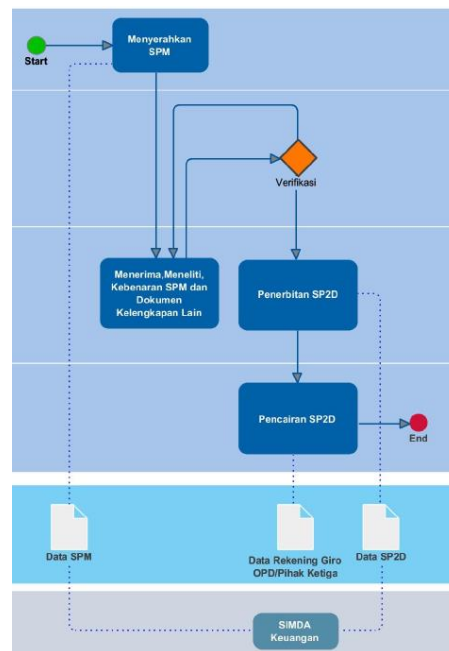 Menyerahkan
SPM
Start
Verifikasi
Menerima,Meneliti,
Kebenaran SPM dan
Dokumen
Kelengkapan Lain
Penerbitan SP2D
Pencairan SP2D
End
Data SPM
Data Rekening Giro
OPD/Pihak Ketiga
Data SP2D
SIMDA
Keuangan